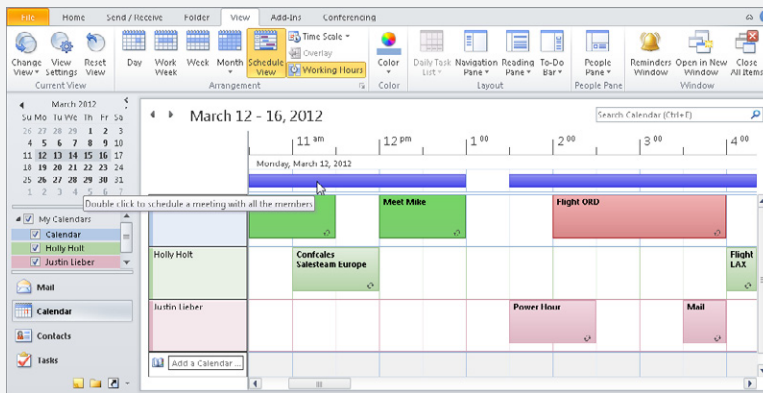 File Home Send / Receive Folder View Add-Ins Conferencing
Change View View Settings Reset View
Day Work Week Week Month Schedule View
Time Scale
Overlay
Working Hours
Color
Daily Task List Navigation Pane Reading Pane To-Do Bar
People Pane
Reminders Window Open in New Window Close All Items
Current View Arrangement Color Layout People Pane Window
March 2012
Su Mo Tu We Th Fr Sa
26 27 28 29 1 2 3
4 5 6 7 8 9 10
11 12 13 14 15 16 17
18 19 20 21 22 23 24
25 26 27 28 29 30 31
1 2 3 4 5 6 7
My Calendars
Calendar
Holly Holt
Justin Lieber
Mail
Calendar
Contacts
Tasks
March 12 - 16, 2012
Search Calendar (Ctrl+E)
11 am 12 pm 1 00 2 00 3 00 4 00
Monday, March 12, 2012
Double click to schedule a meeting with all the members
Meet Mike
Flight ORD
Holly Holt
Confcales
Salesteam Europe
Flight
LAX
Justin Lieber
Power Hour
Mail
Add a Calendar ...